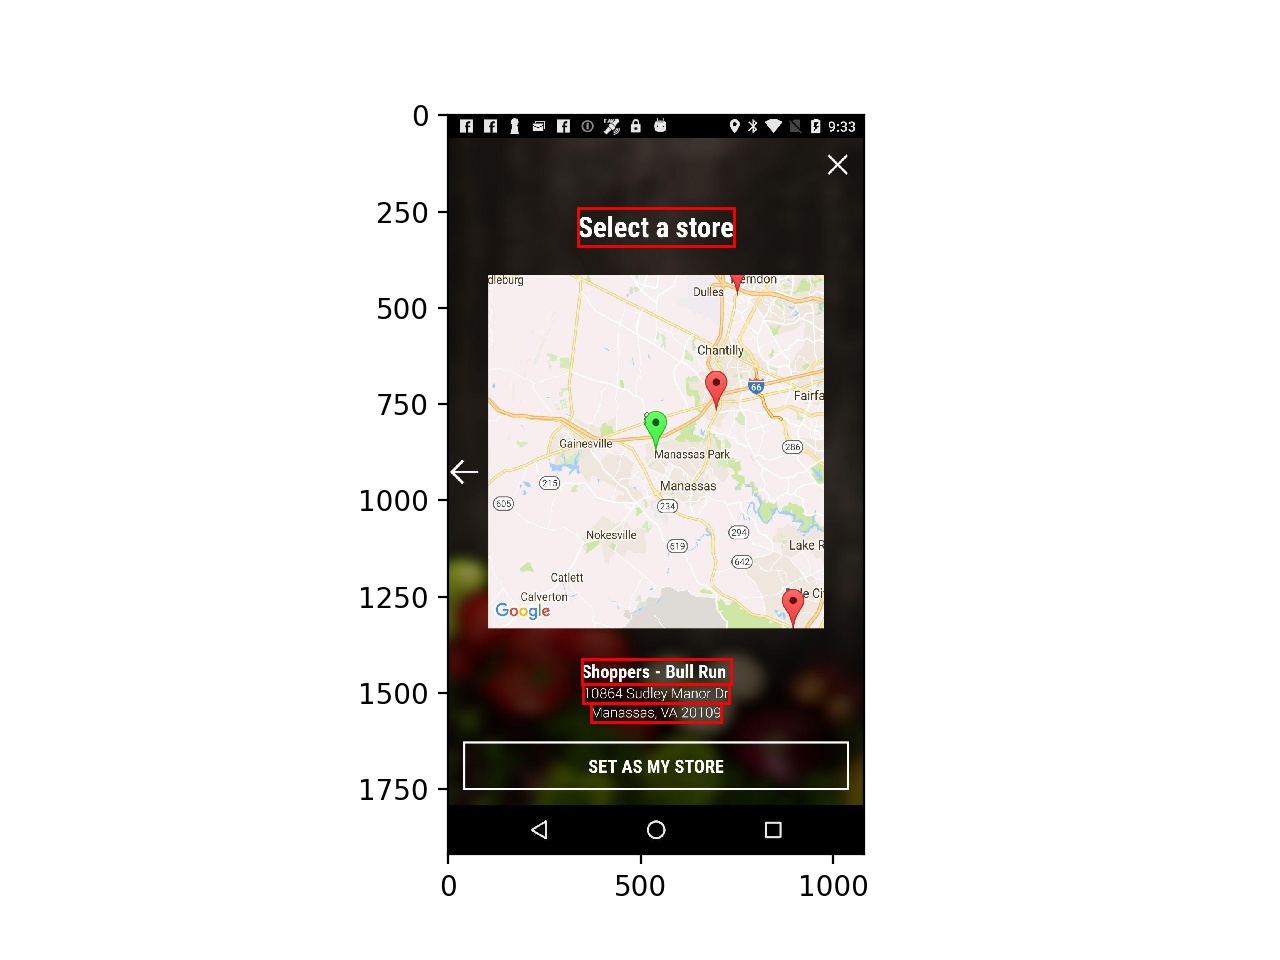 0
250
500
750
1000
1250
1500
1750
9:33
Select a store
dleburg
erndon
Dulles
Chantilly
66
Fairfa
286
Gainesville
Manassas Park
215
Manassas
605
234
294
Nokesville
619
Lake R
642
Catlett
le Ci
Calverton
Google
Shoppers - Bull Run
10864 Sudley Manor Dr
Manassas, VA 20109
SET AS MY STORE
0 500 1000